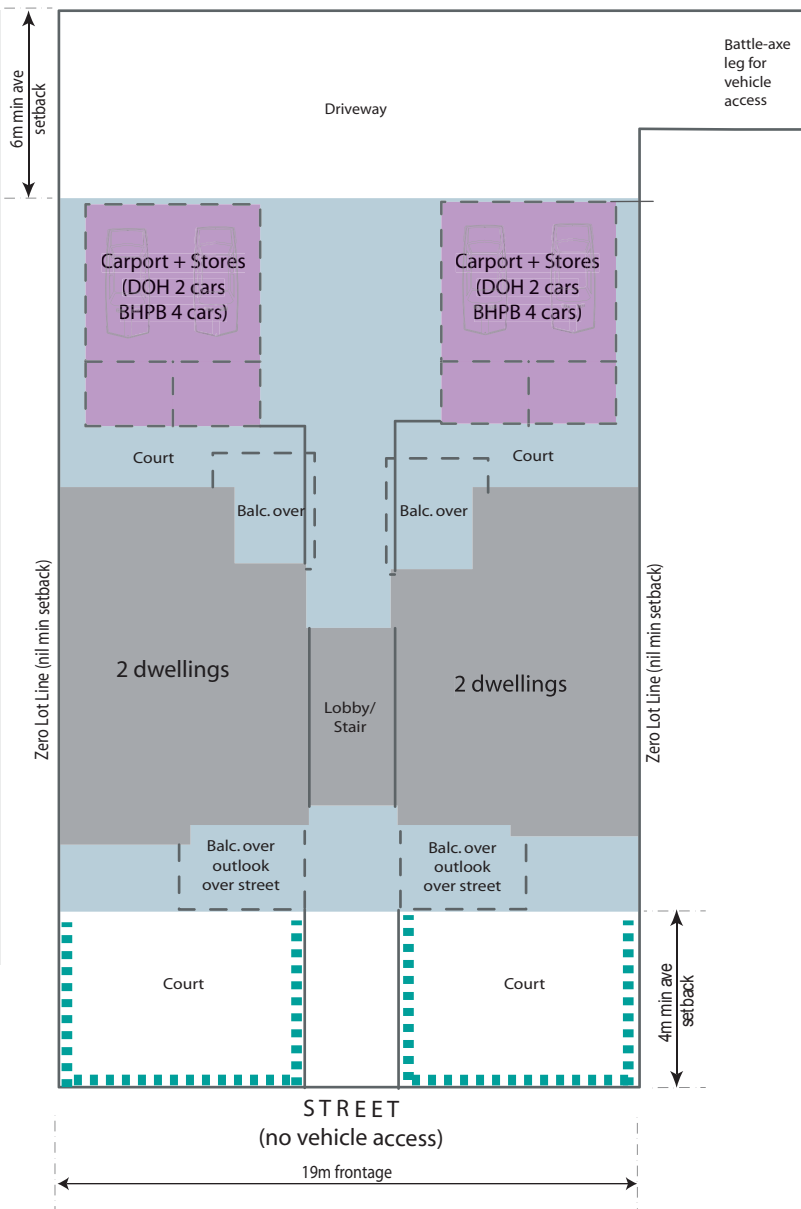 Battle-axe
leg for
vehicle
access
6m min ave
setback
Driveway
Carport + Stores
(DOH 2 cars
BHPB 4 cars)
Carport + Stores
(DOH 2 cars
BHPB 4 cars)
Court
Court
Balc. over
Balc. over
Zero Lot Line (nil min setback)
2 dwellings
Lobby/
Stair
2 dwellings
Zero Lot Line (nil min setback)
Balc. over
outlook
over street
Balc. over
outlook
over street
Court
Court
4m min ave
setback
STREET
(no vehicle access)
19m frontage